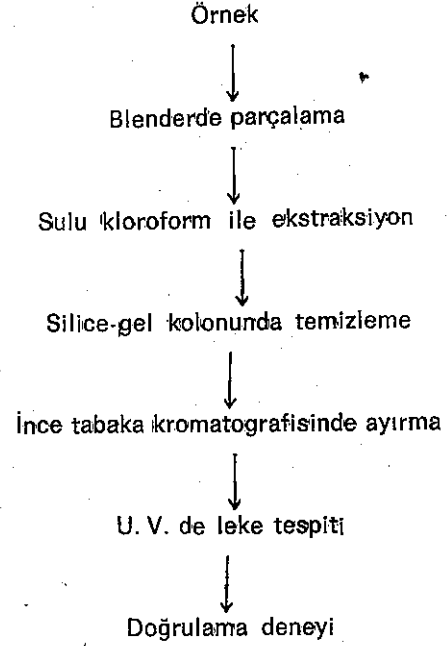 Örnek
Blenderde parçalama
Sulu kloroform ile ekstraksiyon
Silice-gel kolonunda temizleme
İnce tabaka kromatografisinde ayırma
U. V. de leke tespiti
Doğrulama deneyi